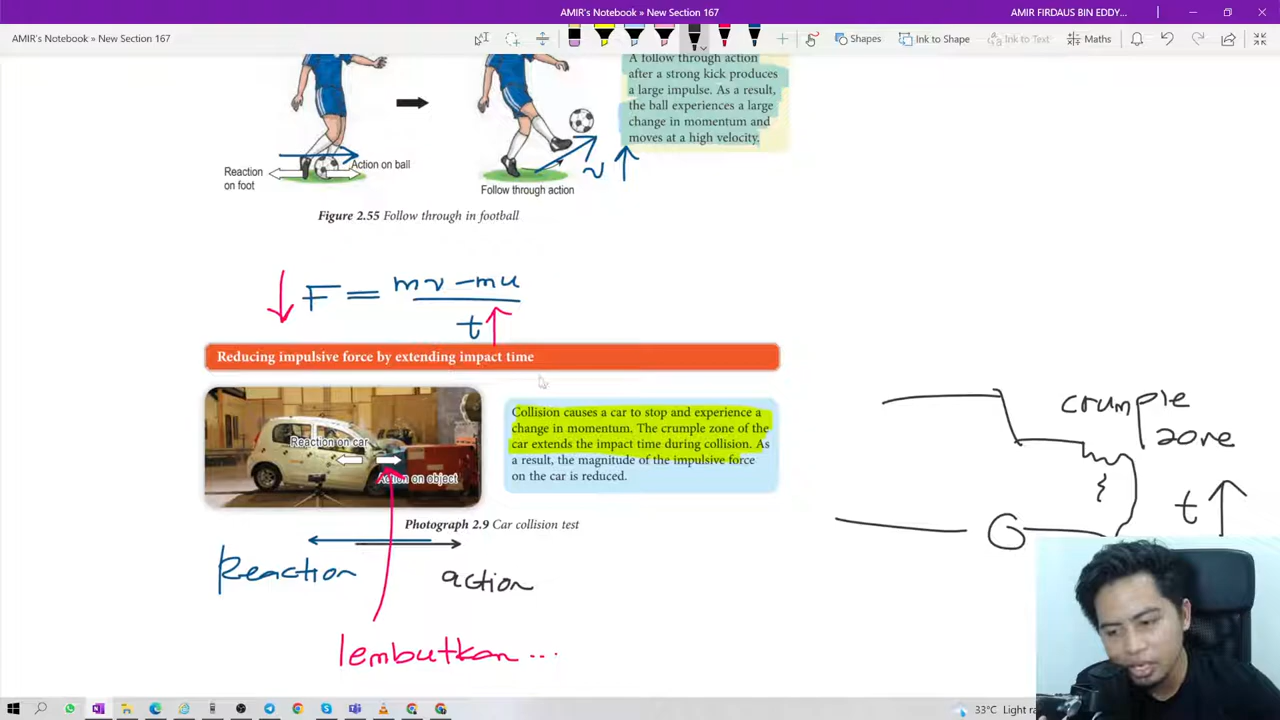 AMIR's Notebook » New Section 167
AMIR FIRDAUS BIN EDDY...
AMIR's Notebook » New Section 167
Shapes
Ink to Shape
Ink to Text
Maths
A follow through action
after a strong kick produces
a large impulse. As a result,
the ball experiences a large
change in momentum and
moves at a high velocity.
Action on ball
Reaction
on foot
v
Follow through action
Figure 2.55 Follow through in football
F = mv - mu
t
Reducing impulsive force by extending impact time
Collision causes a car to stop and experience a
change in momentum. The crumple zone of the
car extends the impact time during collision. As
a result, the magnitude of the impulsive force
on the car is reduced.
Reaction on car
Action on object
Photograph 2.9 Car collision test
Reaction
action
lembutkan ...
crumple
zone
t
33°C Light ra